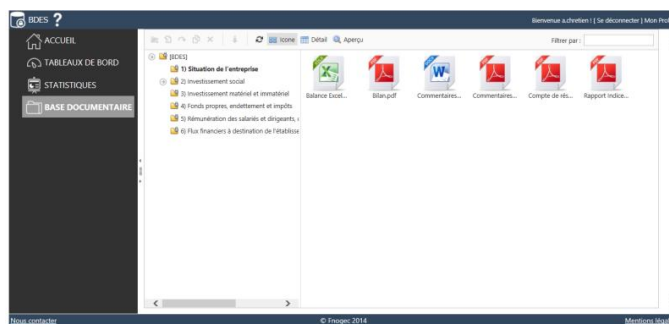 BDES ?
Bienvenue a.chretien ! [ Se déconnecter ] Mon Prof
ACCUEIL
TABLEAUX DE BORD
STATISTIQUES
BASE DOCUMENTAIRE
Icone Détail Aperçu
Filtrer par :
[BDES]
1) Situation de l'entreprise
2) Investissement social
3) Investissement matériel et immatériel
4) Fonds propres, endettement et impôts
5) Rémunération des salariés et dirigeants,
6) Flux financiers à destination de l'établisse
Balance Excel... Bilan.pdf Commentaires... Commentaires... Compte de rés... Rapport indice...
Nous contacter © Fnogec 2014 Mentions légal